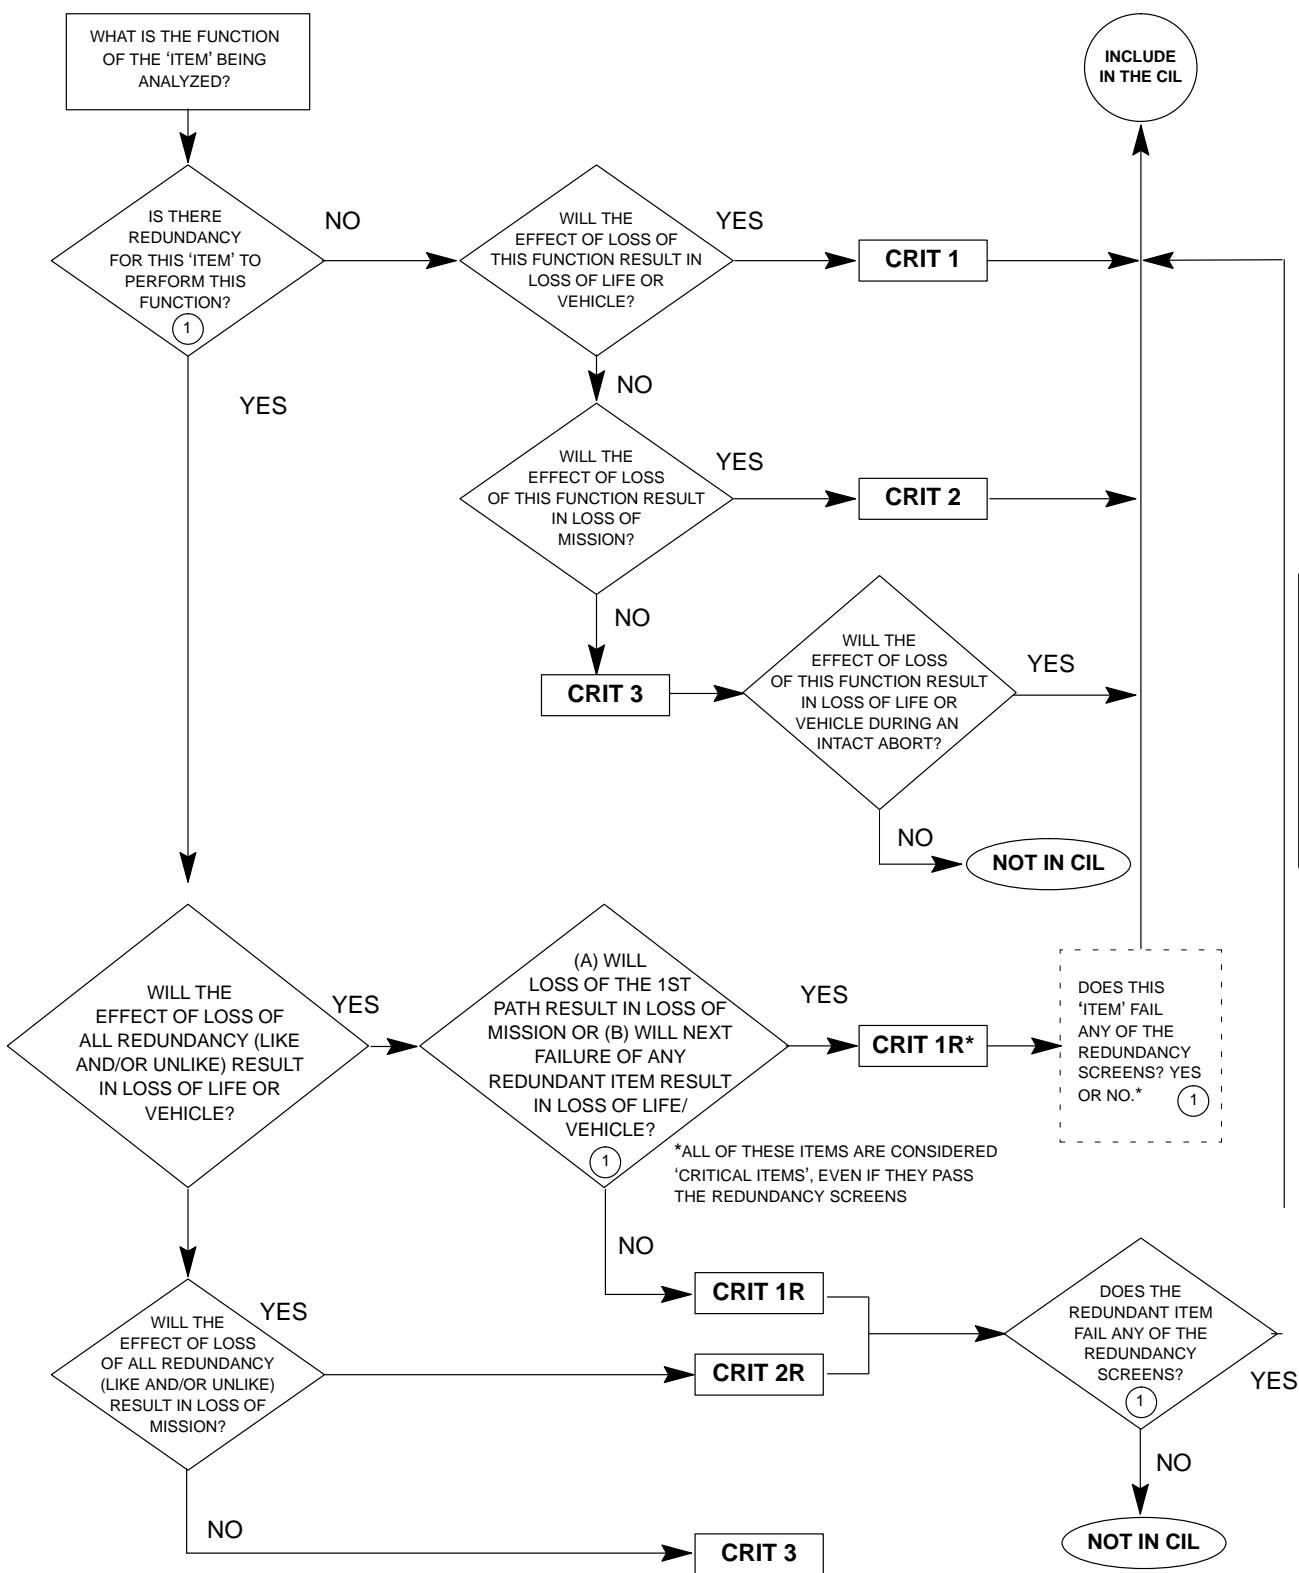 WHAT IS THE FUNCTION
OF THE ‘ITEM’ BEING
ANALYZED?
INCLUDE
IN THE CIL
IS THERE
REDUNDANCY
FOR THIS ‘ITEM’ TO
PERFORM THIS
FUNCTION?
1
NO
WILL THE
EFFECT OF LOSS OF
THIS FUNCTION RESULT IN
LOSS OF LIFE OR
VEHICLE?
YES
CRIT 1
NO
YES
WILL THE
EFFECT OF LOSS
OF THIS FUNCTION RESULT
IN LOSS OF
MISSION?
YES
CRIT 2
NO
CRIT 3
WILL THE
EFFECT OF LOSS
OF THIS FUNCTION RESULT
IN LOSS OF LIFE OR
VEHICLE DURING AN
INTACT ABORT?
YES
NO
NOT IN CIL
WILL THE
EFFECT OF LOSS OF
ALL REDUNDANCY (LIKE
AND/OR UNLIKE) RESULT
IN LOSS OF LIFE OR
VEHICLE?
YES
(A) WILL
LOSS OF THE 1ST
PATH RESULT IN LOSS OF
MISSION OR (B) WILL NEXT
FAILURE OF ANY
REDUNDANT ITEM RESULT
IN LOSS OF LIFE/
VEHICLE?
1
YES
CRIT 1R*
DOES THIS
‘ITEM’ FAIL
ANY OF THE
REDUNDANCY
SCREENS? YES
OR NO.*
1
*ALL OF THESE ITEMS ARE CONSIDERED
‘CRITICAL ITEMS’, EVEN IF THEY PASS
THE REDUNDANCY SCREENS
NO
CRIT 1R
WILL THE
EFFECT OF LOSS
OF ALL REDUNDANCY
(LIKE AND/OR UNLIKE)
RESULT IN LOSS OF
MISSION?
YES
CRIT 2R
DOES THE
REDUNDANT ITEM
FAIL ANY OF THE
REDUNDANCY
SCREENS?
1
YES
NO
NOT IN CIL
NO
CRIT 3